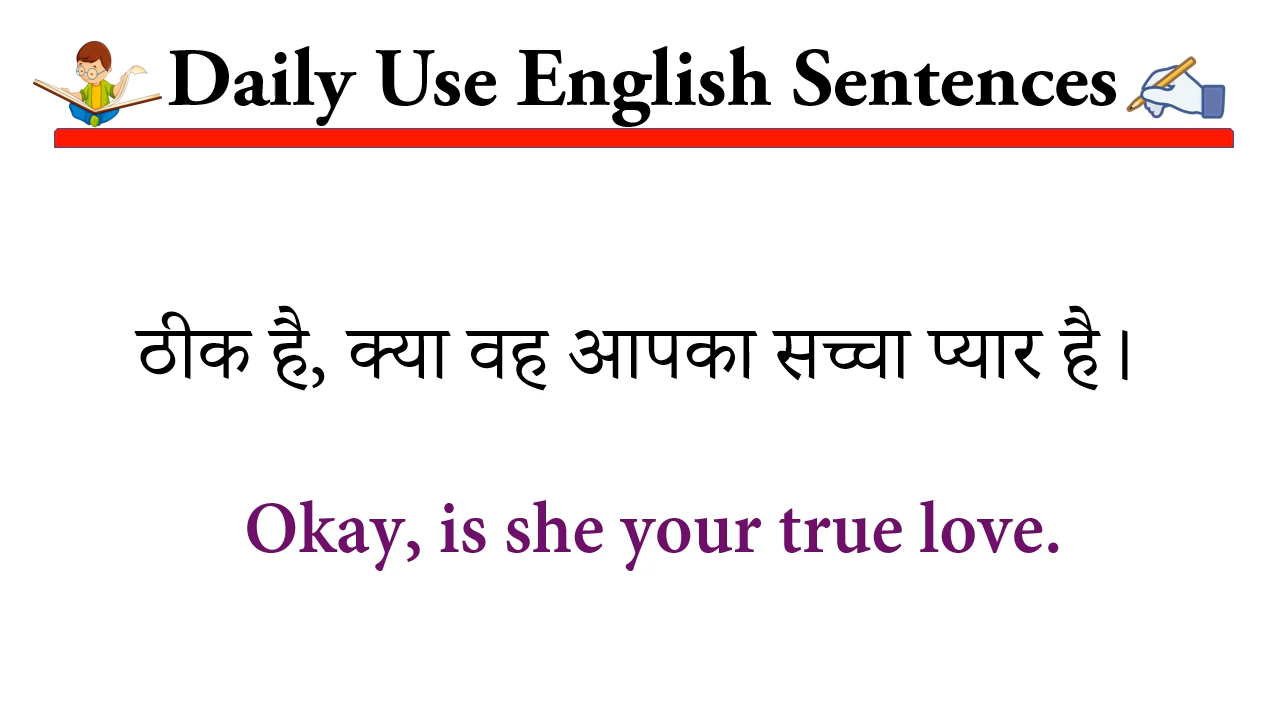 Daily Use English Sentences
ठीक है, क्या वह आपका सच्चा प्यार है।
Okay, is she your true love.